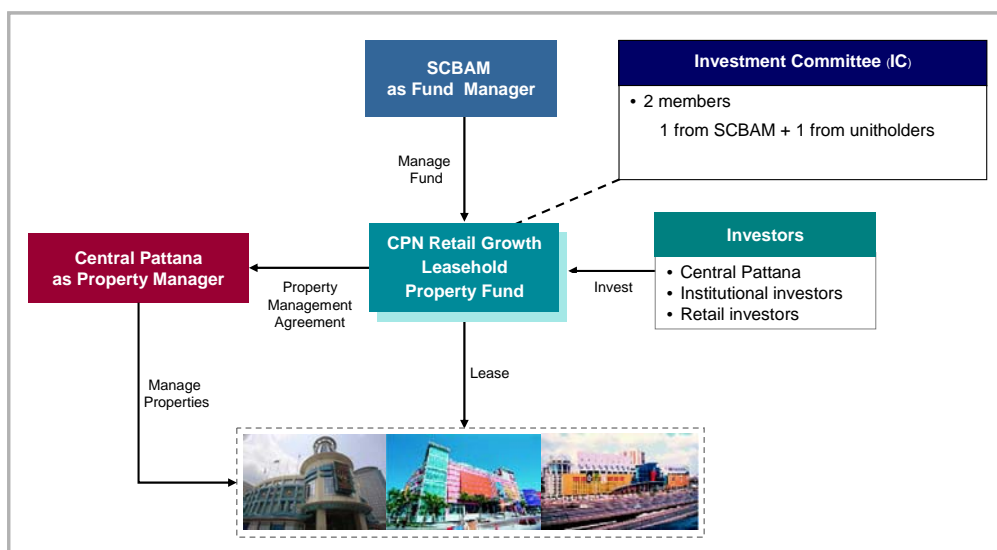 SCBAM
as Fund Manager
Investment Committee (IC)
• 2 members
1 from SCBAM + 1 from unitholders
Manage
Fund
CPN Retail Growth
Leasehold
Property Fund
Investors
• Central Pattana
• Institutional investors
• Retail investors
Invest
Central Pattana
as Property Manager
Property
Management
Agreement
Lease
Manage
Properties